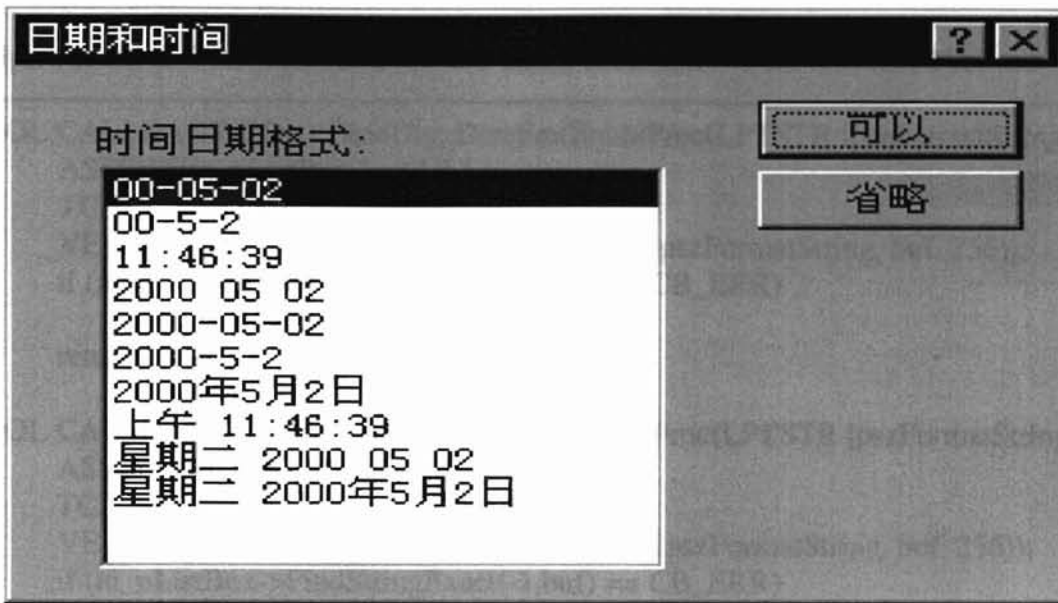 日期和时间
时间日期格式:
可以
省略
00-05-02
00-5-2
11:46:39
2000 05 02
2000-05-02
2000-5-2
2000年5月2日
上午 11:46:39
星期二 2000 05 02
星期二 2000年5月2日